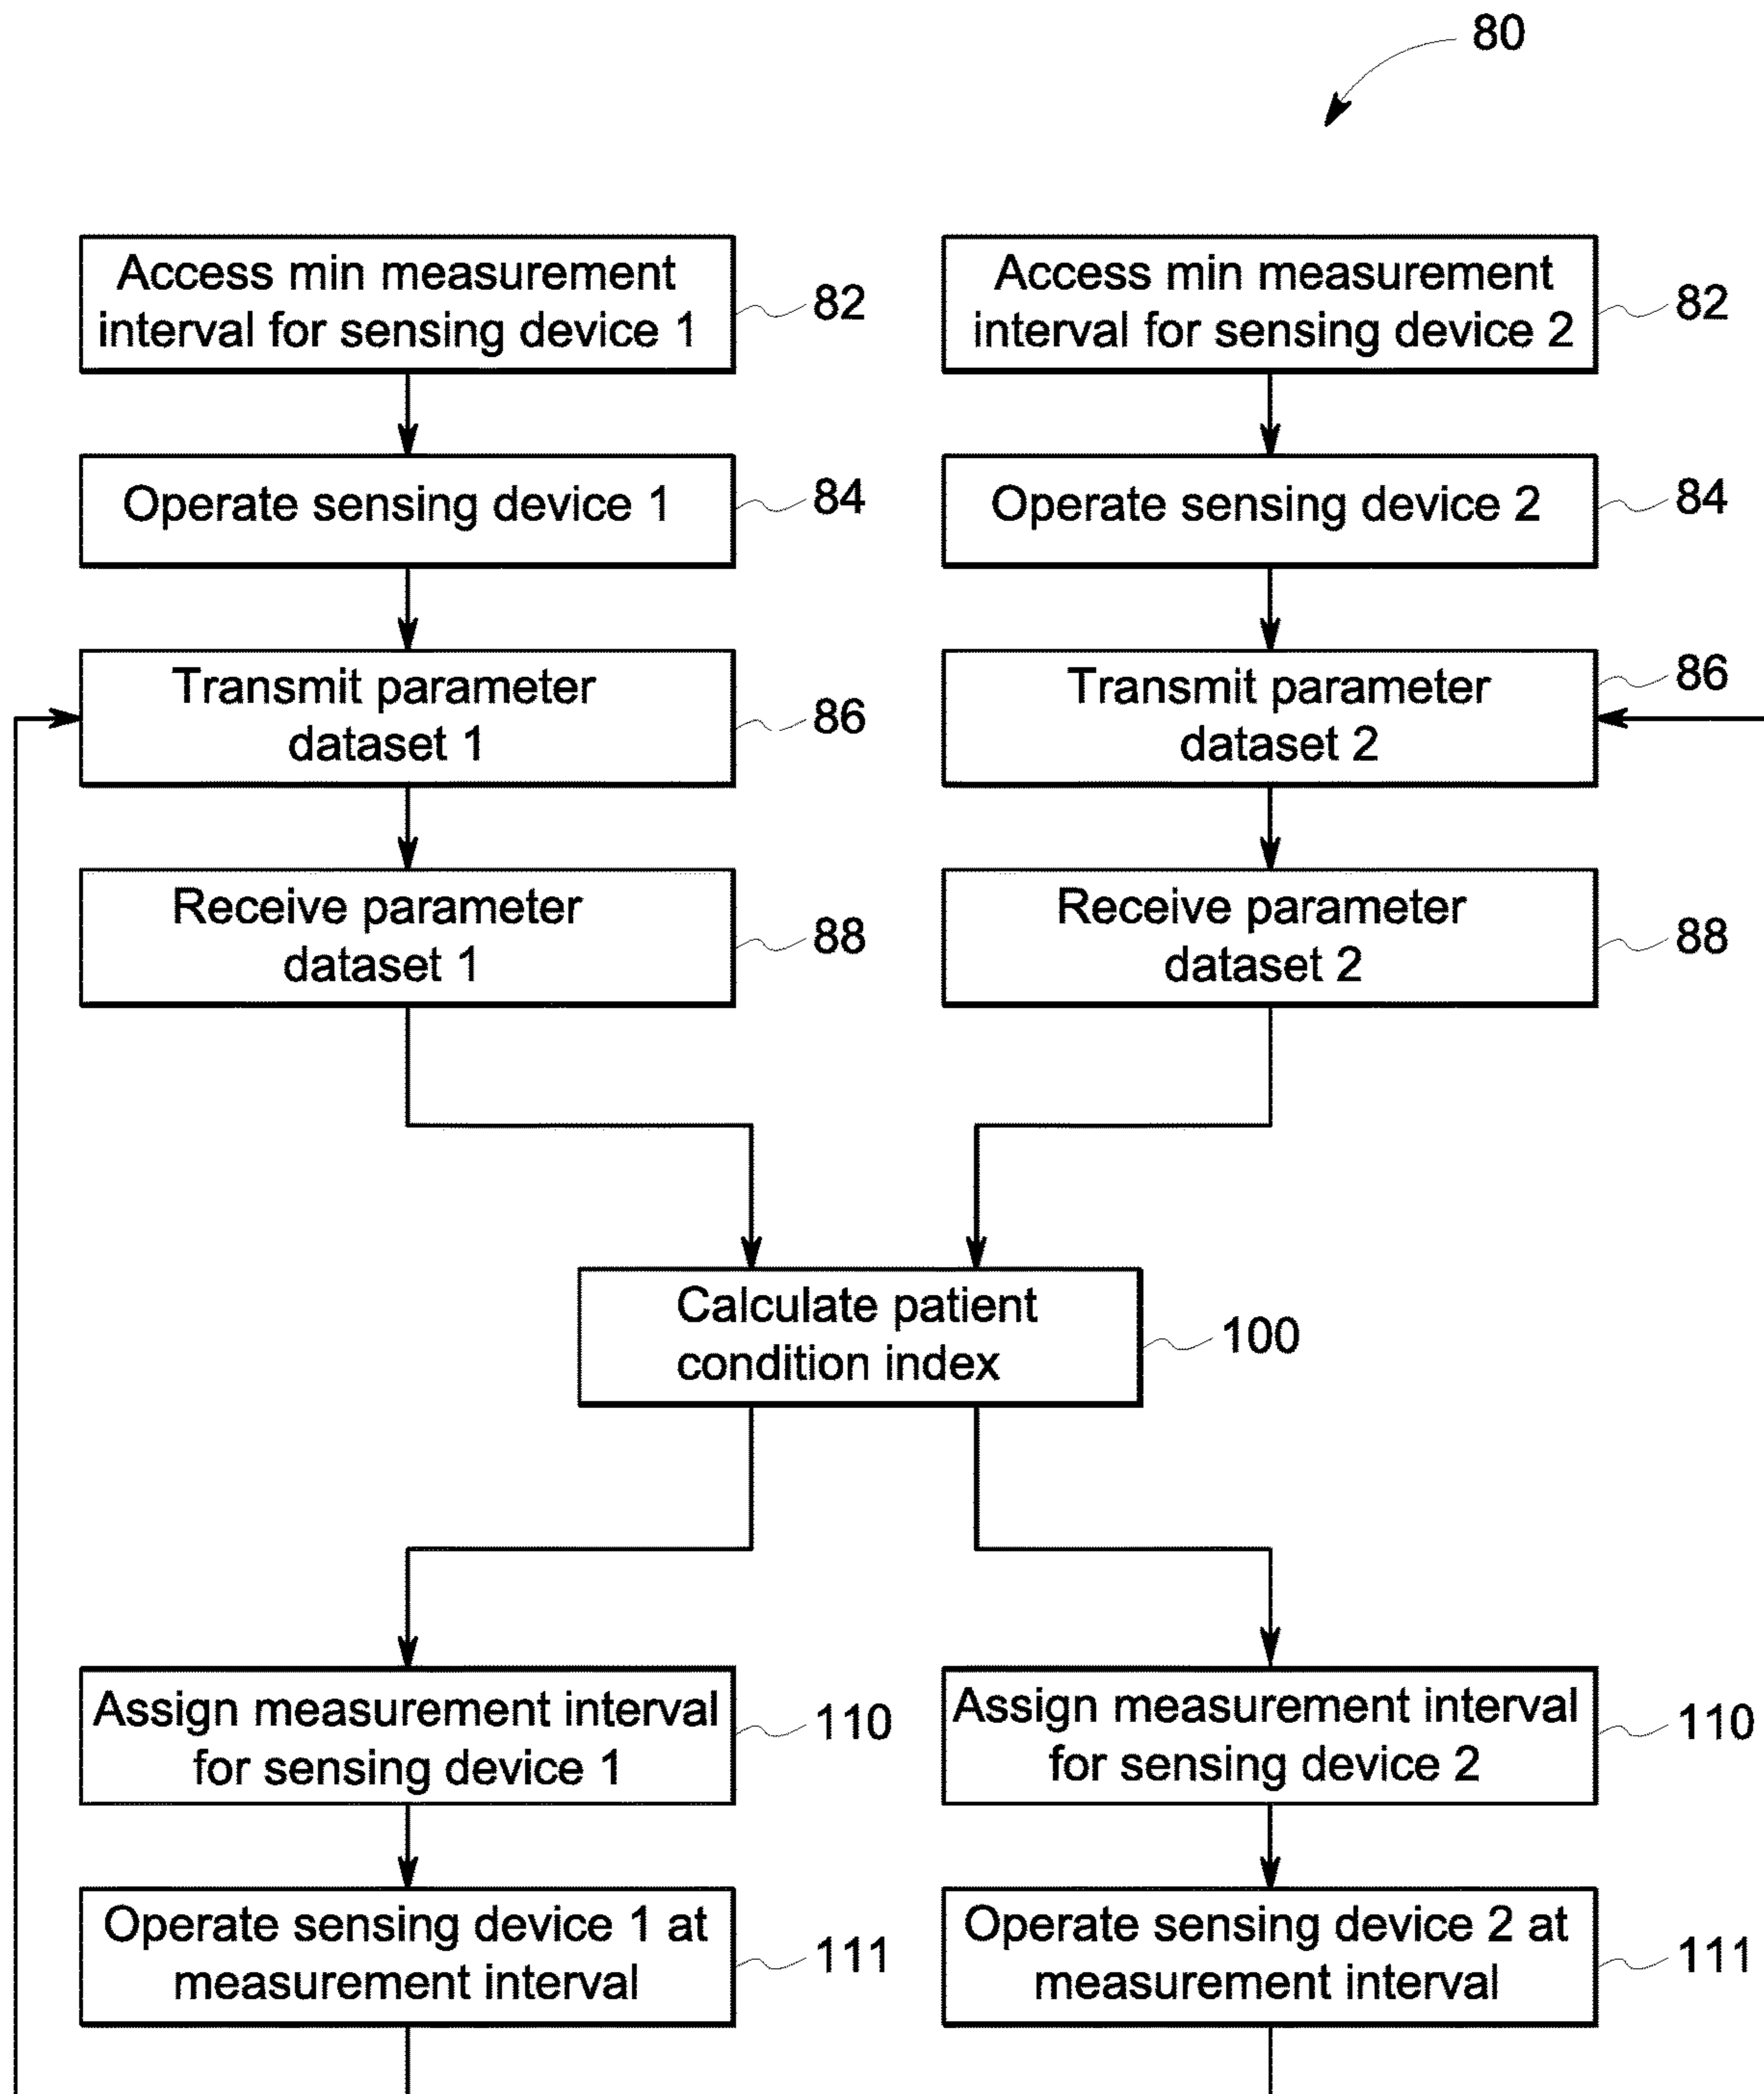 80
Access min measurement
interval for sensing device 1
82
Access min measurement
interval for sensing device 2
82
Operate sensing device 1
84
Operate sensing device 2
84
Transmit parameter
dataset 1
86
Transmit parameter
dataset 2
86
Receive parameter
dataset 1
88
Receive parameter
dataset 2
88
Calculate patient
condition index
100
Assign measurement interval
for sensing device 1
110
Assign measurement interval
for sensing device 2
110
Operate sensing device 1 at
measurement interval
111
Operate sensing device 2 at
measurement interval
111